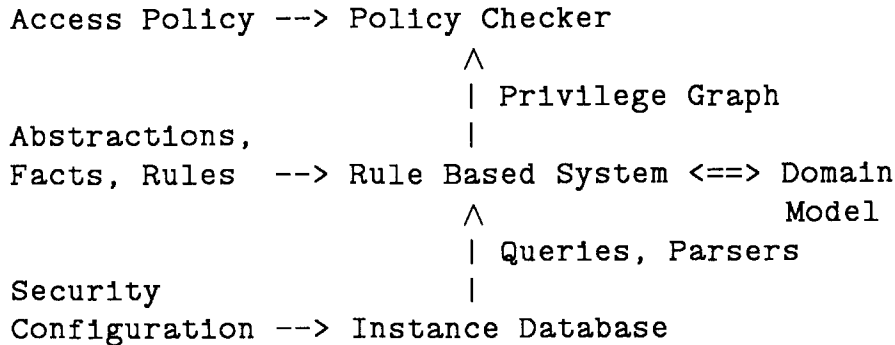 Access Policy --> Policy Checker
^
| Privilege Graph
Abstractions, |
Facts, Rules --> Rule Based System <==> Domain
^ Model
| Queries, Parsers
Security |
Configuration --> Instance Database